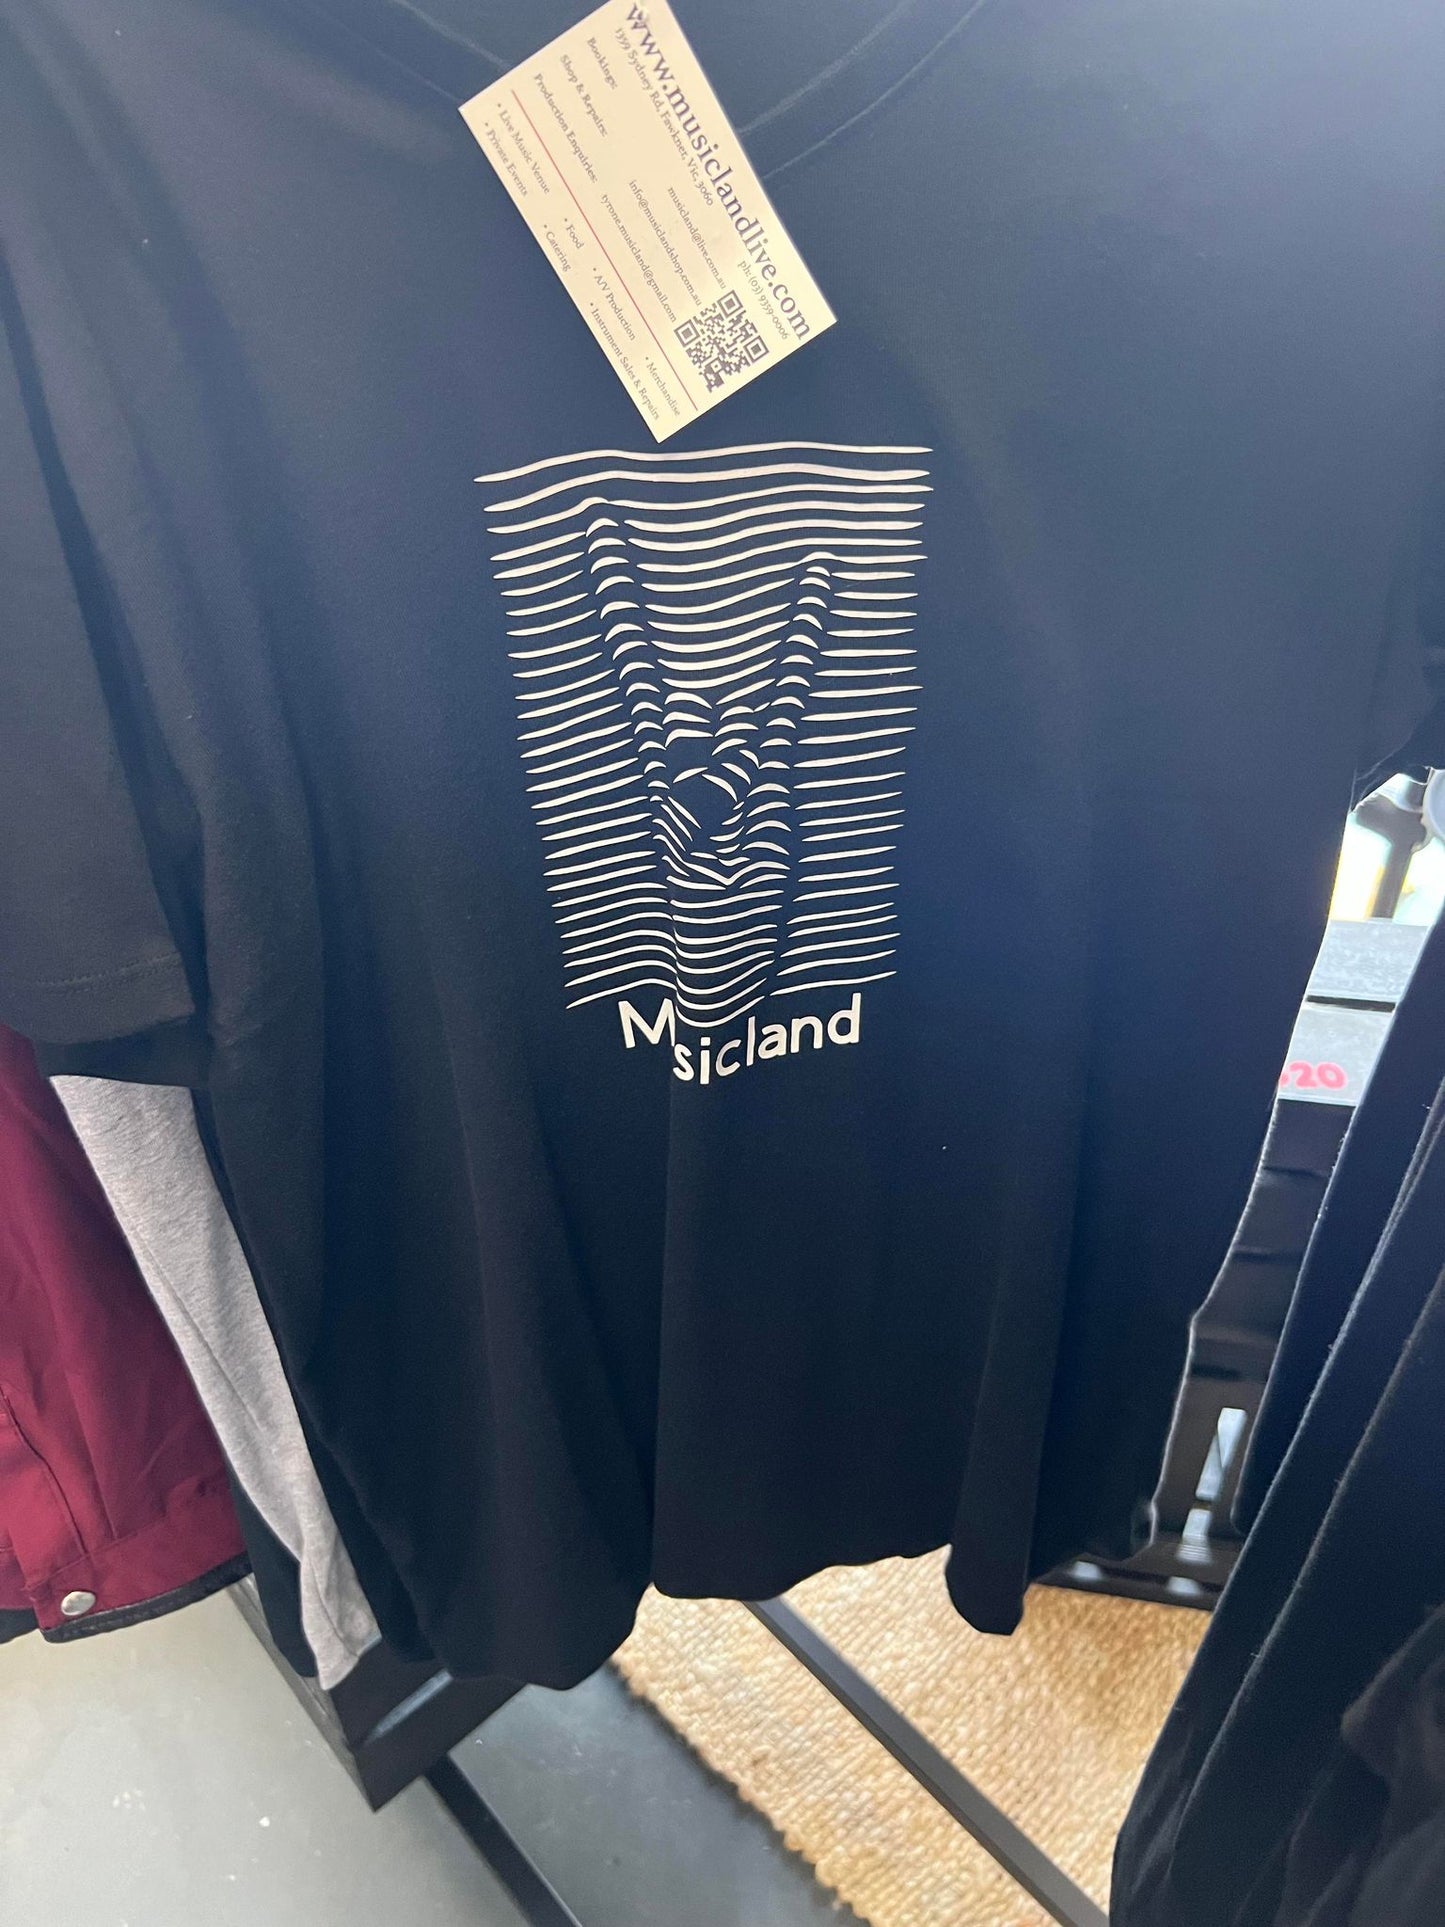 www.musiclandlive.com
1359 Sydney Rd, Fawkner, Vic, 3060
ph: (03) 9359-0006
Bookings: musicland@live.com.au
Shop & Repairs: info@musiclandshop.com.au
Production Enquiries: tyrone.musicland@gmail.com
• Live Music Venue • Food • A/V Production • Merchandise
• Private Events • Catering • Instrument Sales & Repairs
Musicland
20